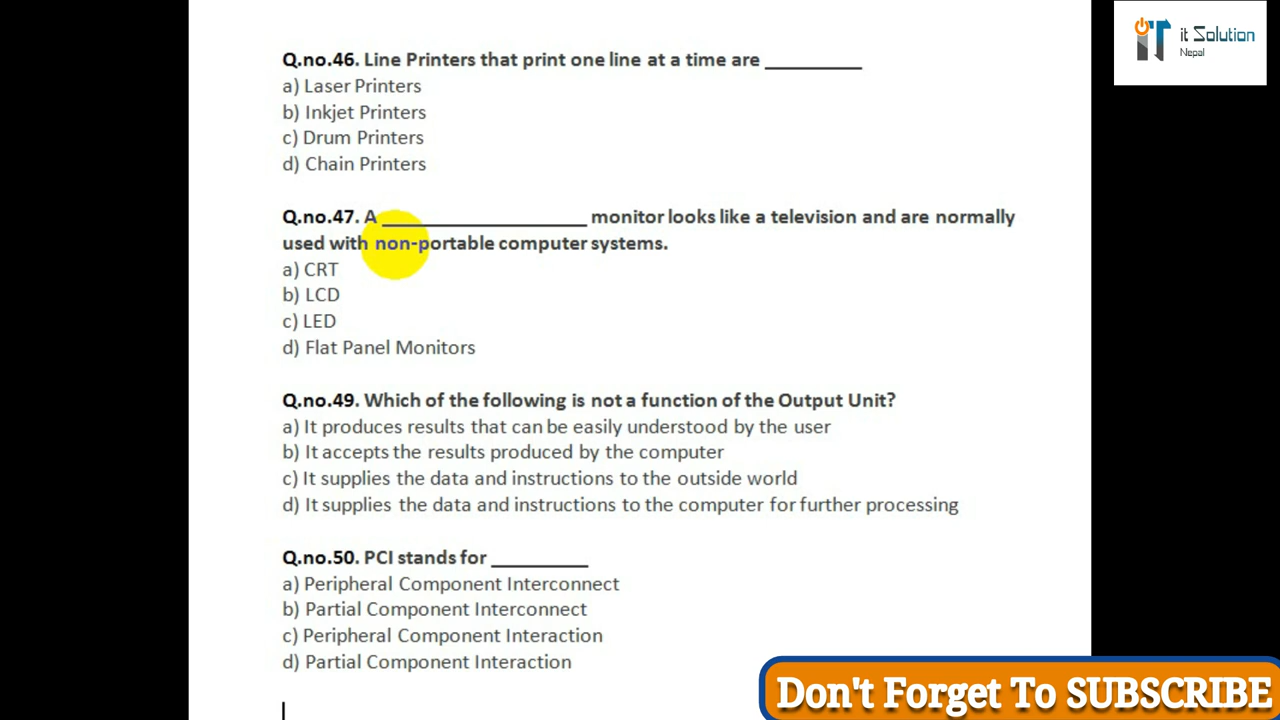 iT it Solution
Nepal
Q.no.46. Line Printers that print one line at a time are __________
a) Laser Printers
b) Inkjet Printers
c) Drum Printers
d) Chain Printers
Q.no.47. A _____________________ monitor looks like a television and are normally
used with non-portable computer systems.
a) CRT
b) LCD
c) LED
d) Flat Panel Monitors
Q.no.49. Which of the following is not a function of the Output Unit?
a) It produces results that can be easily understood by the user
b) It accepts the results produced by the computer
c) It supplies the data and instructions to the outside world
d) It supplies the data and instructions to the computer for further processing
Q.no.50. PCI stands for __________
a) Peripheral Component Interconnect
b) Partial Component Interconnect
c) Peripheral Component Interaction
d) Partial Component Interaction
Don't Forget To SUBSCRIBE